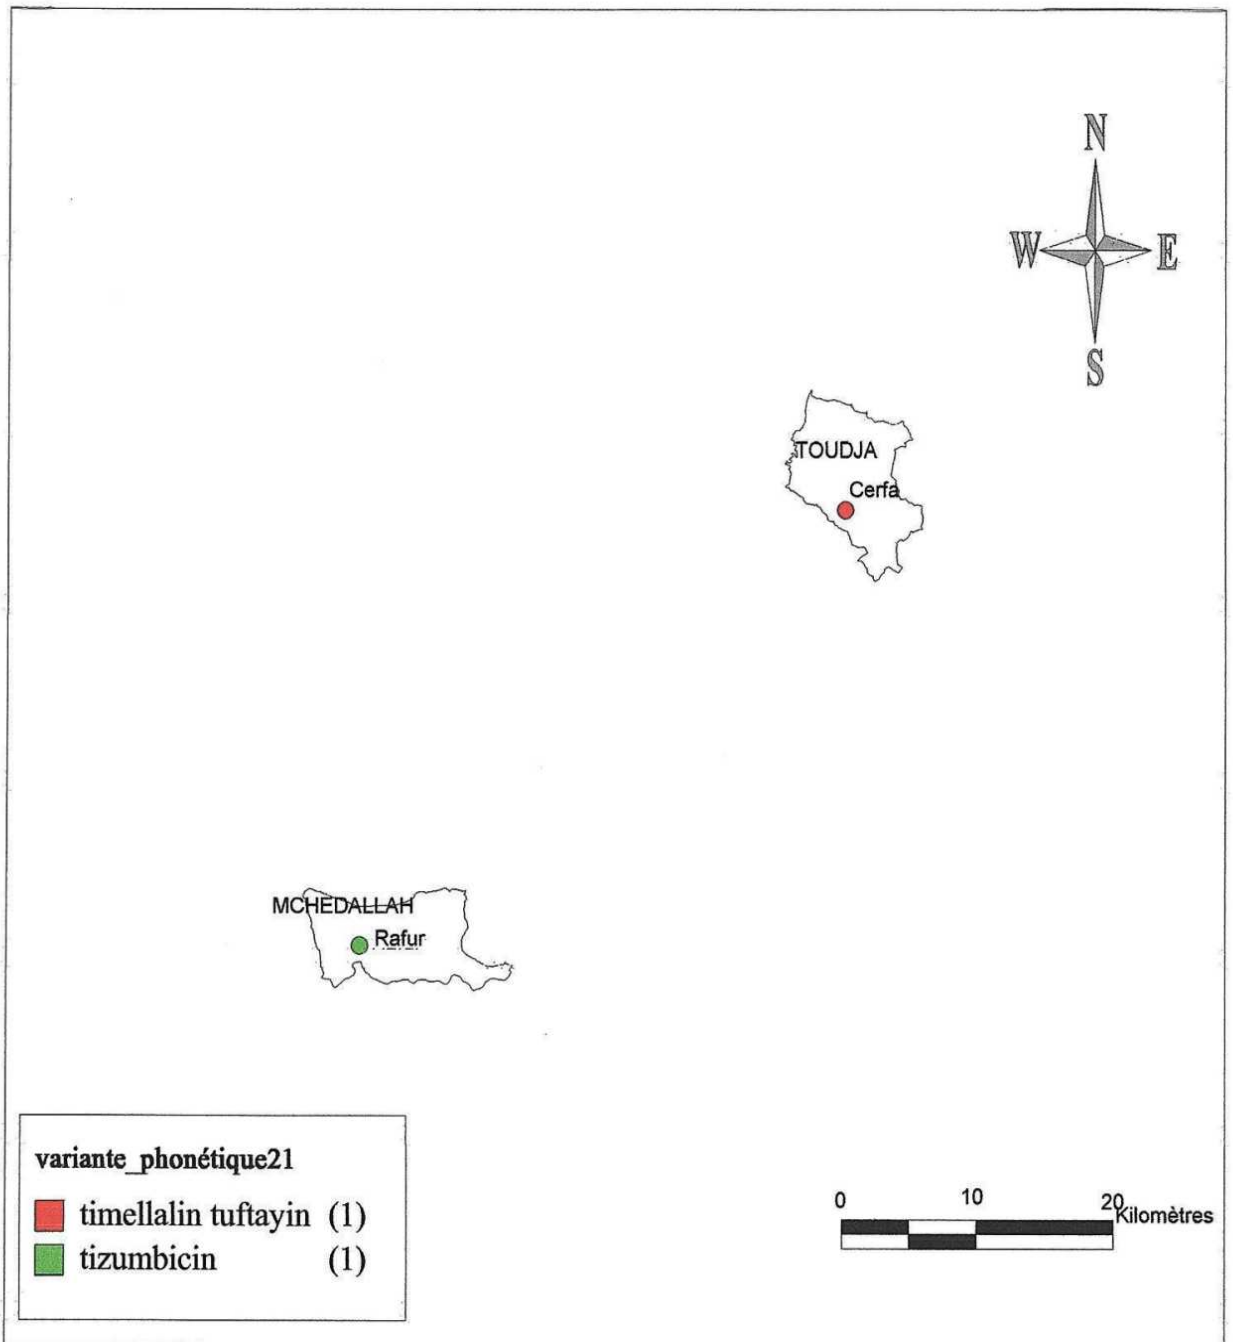 N
W E
S
TOUDJA
Cerfa
MCHEDALLAH
Rafur
variante_phonétique21
timellalin tuftayin (1)
tizumbicin (1)
0 10 20 Kilomètres